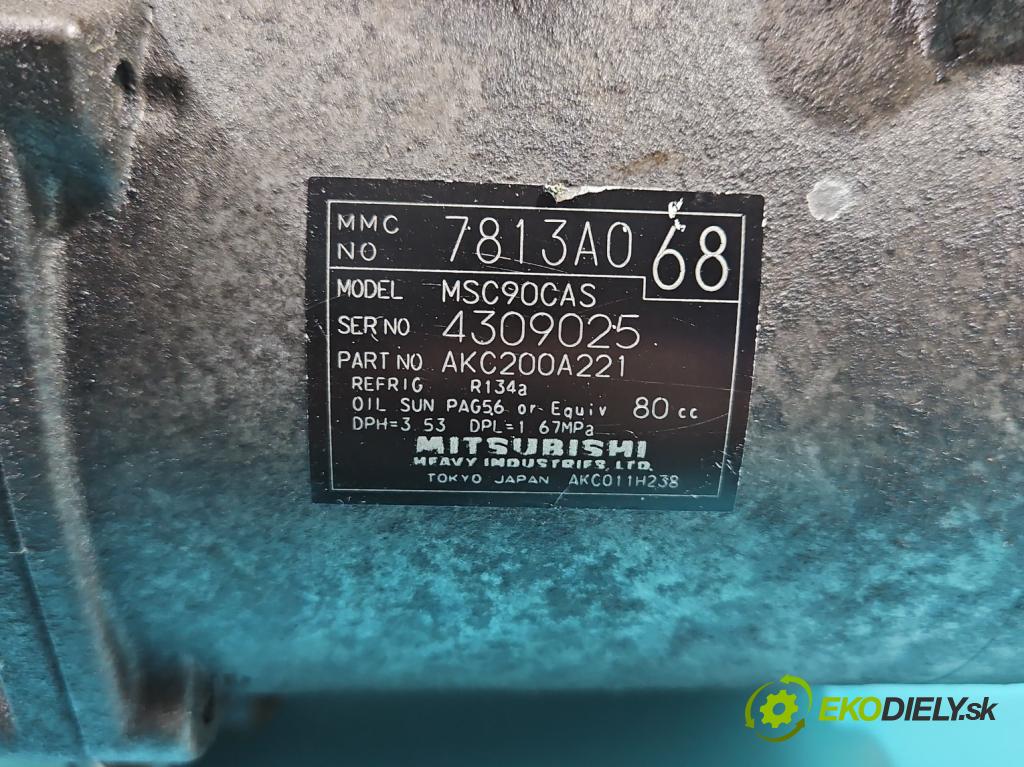 MMC NO 7813A068
MODEL MSC90CAS
SER NO 4309025
PART NO AKC200A221
REFRIG R134a
OIL SUN PAG56 or Equiv 80 cc
DPH=3.53 DPL=1.67MPa
MITSUBISHI
HEAVY INDUSTRIES, LTD.
TOKYO JAPAN AKC011H238
EKODIELY.sk